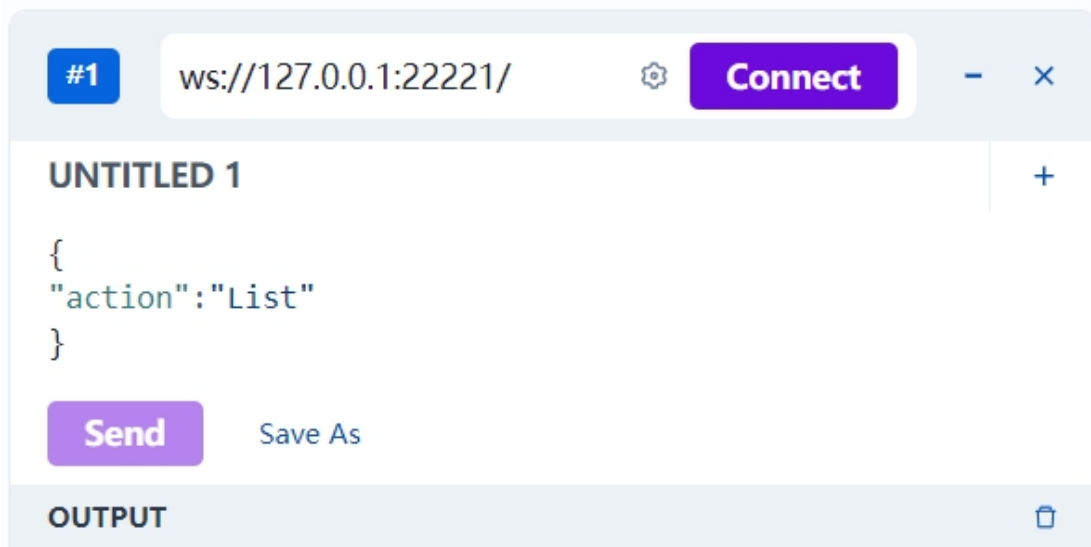 #1 ws://127.0.0.1:22221/ Connect
UNTITLED 1
{
"action":"List"
}
Send Save As
OUTPUT